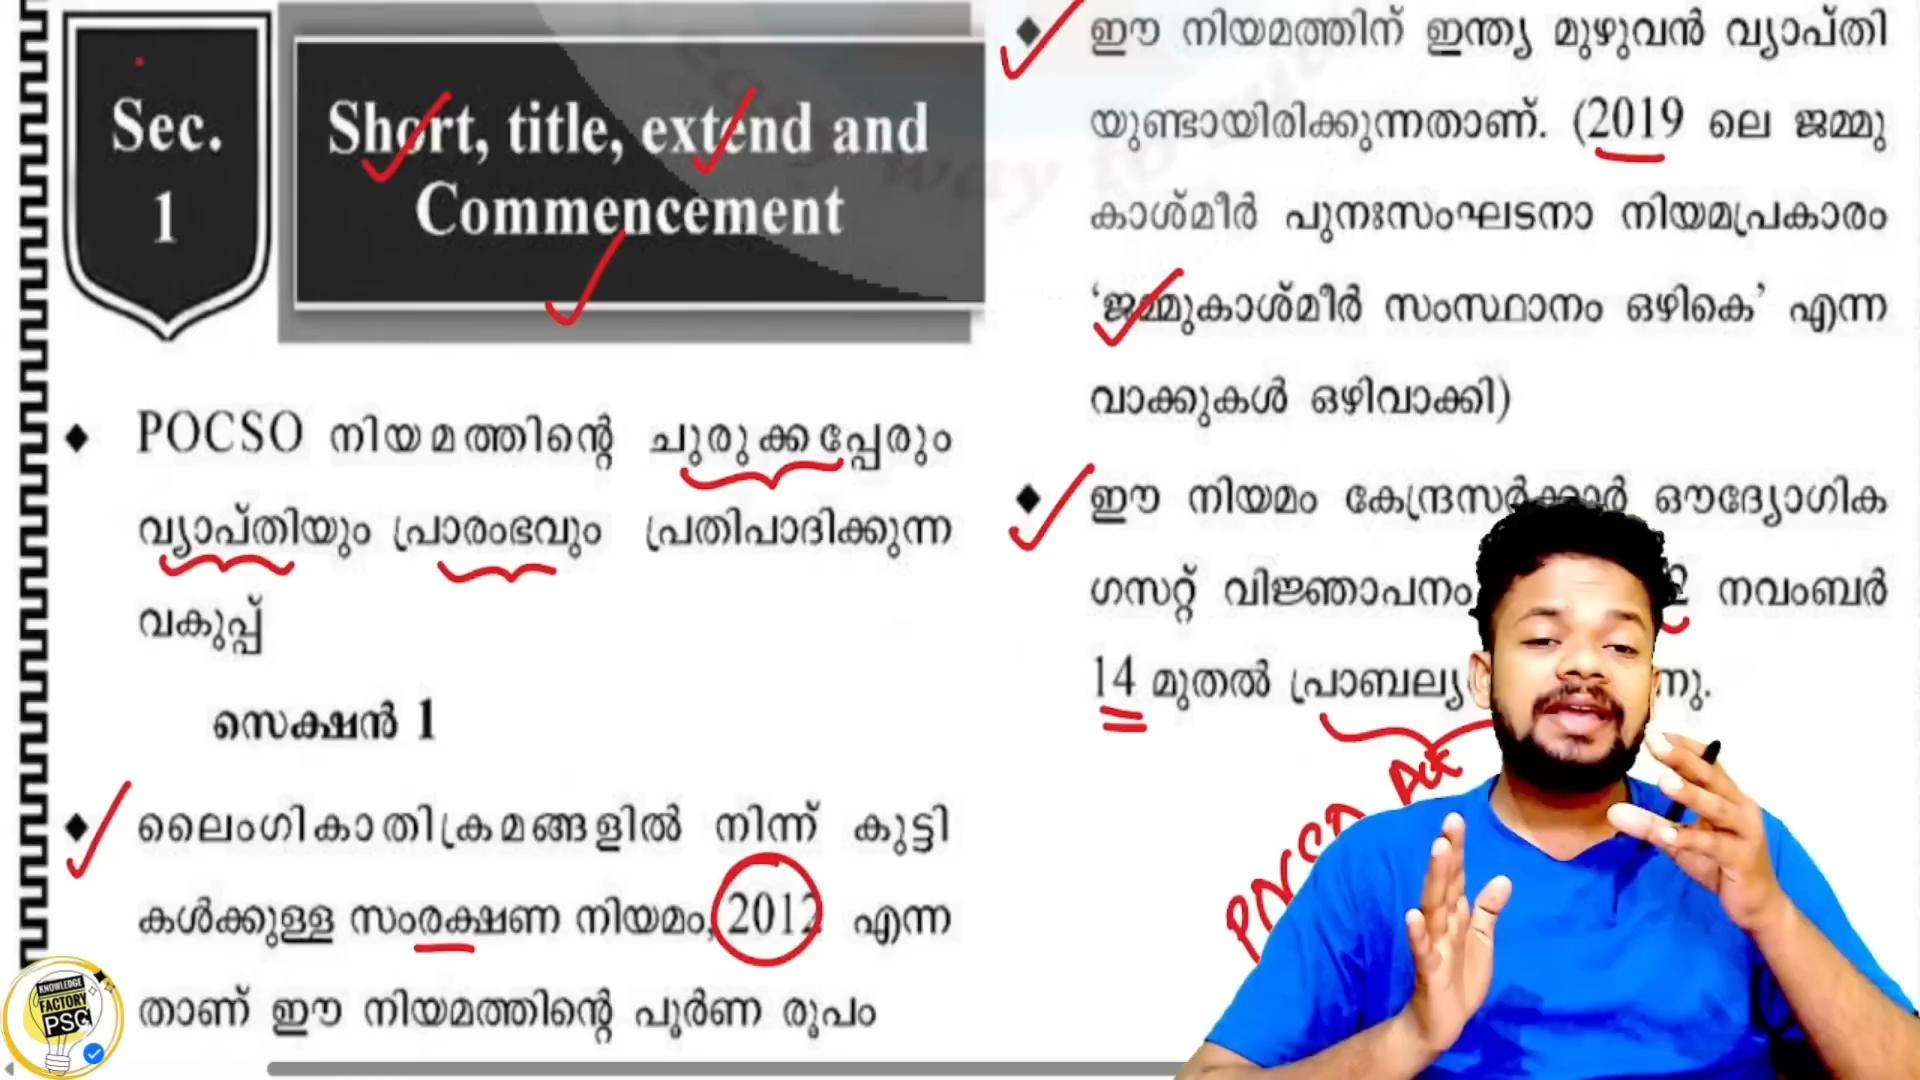 Sec.
1
Short, title, extend and
Commencement
POCSO നിയമത്തിന്റെ ചുരുക്കപ്പേരും
വ്യാപ്തിയും പ്രാരംഭവും പ്രതിപാദിക്കുന്ന
വകുപ്പ്
സെക്ഷൻ 1
ലൈംഗികാതിക്രമങ്ങളിൽ നിന്ന് കുട്ടി
കൾക്കുള്ള സംരക്ഷണ നിയമം, 2012 എന്ന
താണ് ഈ നിയമത്തിന്റെ പൂർണ രൂപം
ഈ നിയമത്തിന് ഇന്ത്യ മുഴുവൻ വ്യാപ്തി
യുണ്ടായിരിക്കുന്നതാണ്. (2019 ലെ ജമ്മു
കാശ്മീർ പുനഃസംഘടനാ നിയമപ്രകാരം
'ജമ്മുകാശ്മീർ സംസ്ഥാനം ഒഴികെ' എന്ന
വാക്കുകൾ ഒഴിവാക്കി)
ഈ നിയമം കേന്ദ്രസർക്കാർ ഔദ്യോഗിക
ഗസറ്റ് വിജ്ഞാപനം നവംബർ
14 മുതൽ
KNOWLEDGE
FACTORY
PSC